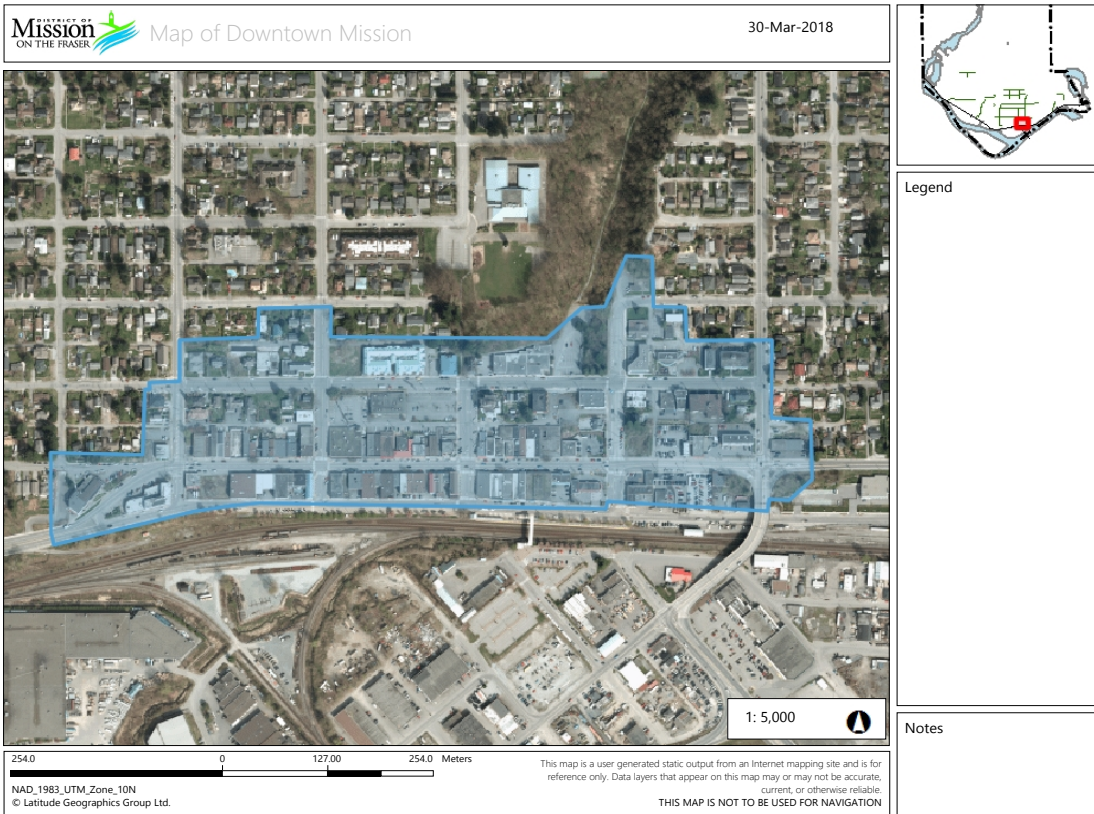 DISTRICT OF
Mission
ON THE FRASER
Map of Downtown Mission
30-Mar-2018
Legend
1: 5,000
Notes
254.0 0 127.00 254.0 Meters
NAD_1983_UTM_Zone_10N
© Latitude Geographics Group Ltd.
This map is a user generated static output from an Internet mapping site and is for
reference only. Data layers that appear on this map may or may not be accurate,
current, or otherwise reliable.
THIS MAP IS NOT TO BE USED FOR NAVIGATION